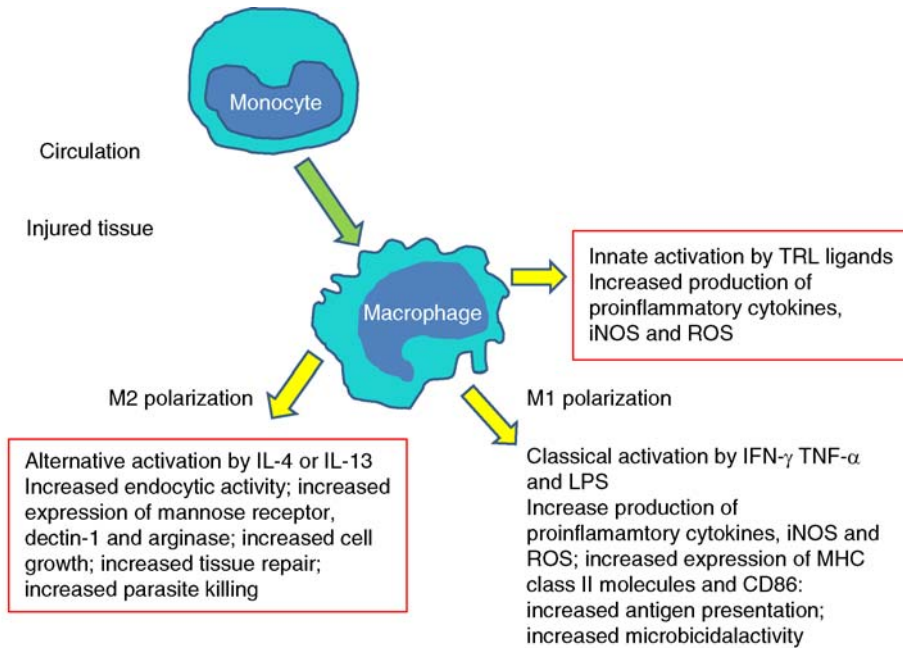 Monocyte
Circulation
Injured tissue
Macrophage
Innate activation by TRL ligands
Increased production of
proinflammatory cytokines,
iNOS and ROS
M2 polarization
M1 polarization
Alternative activation by IL-4 or IL-13
Increased endocytic activity; increased
expression of mannose receptor,
dectin-1 and arginase; increased cell
growth; increased tissue repair;
increased parasite killing
Classical activation by IFN-γ TNF-α
and LPS
Increase production of
proinflamamtory cytokines, iNOS and
ROS; increased expression of MHC
class II molecules and CD86:
increased antigen presentation;
increased microbicidalactivity